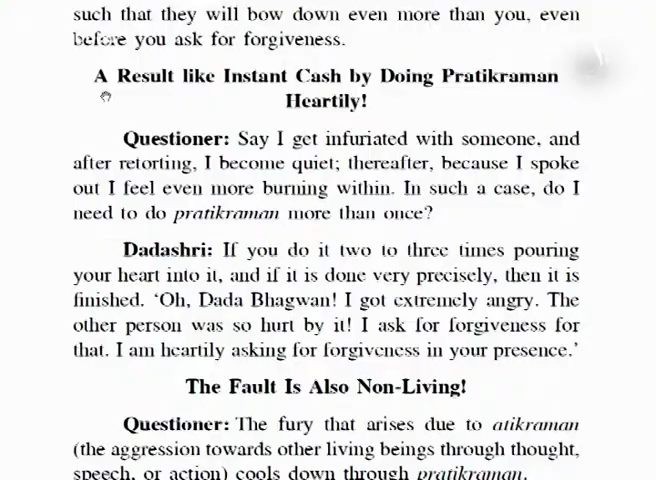 such that they will bow down even more than you, even
before you ask for forgiveness.
A Result like Instant Cash by Doing Pratikraman
Heartily!
Questioner: Say I get infuriated with someone, and
after retorting, I become quiet; thereafter, because I spoke
out I feel even more burning within. In such a case, do I
need to do pratikraman more than once?
Dadashri: If you do it two to three times pouring
your heart into it, and if it is done very precisely, then it is
finished. ‘Oh, Dada Bhagwan! I got extremely angry. The
other person was so hurt by it! I ask for forgiveness for
that. I am heartily asking for forgiveness in your presence.’
The Fault Is Also Non-Living!
Questioner: The fury that arises due to atikraman
(the aggression towards other living beings through thought,
speech, or action) cools down through pratikraman.